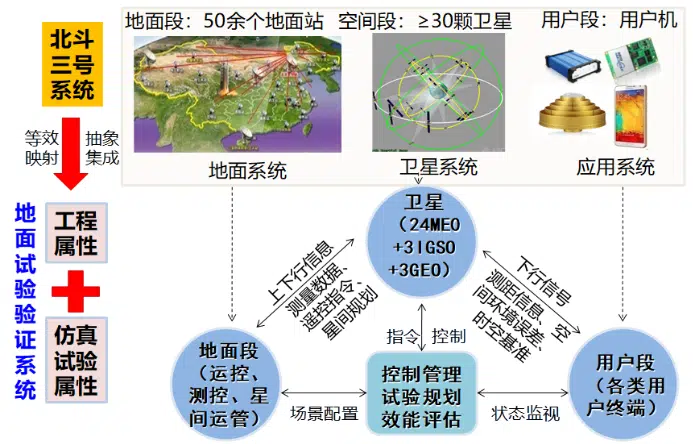 北斗
三号
系统
地面段：50余个地面站
空间段：≥30颗卫星
用户段：用户机
地面系统
卫星系统
应用系统
等效
映射
抽象
集成
地面试验验证系统
工程
属性
仿真
试验
属性
卫星
（24MEO
+3IGSO
+3GEO）
上下行信息
测量数据、
遥控指令、
星间规划
下行信号
测距信息、空
间环境误差、
时空基准
指令
控制
地面段
（运控、
测控、星
间运管）
场景配置
控制管理
试验规划
效能评估
状态监视
用户段
（各类用
户终端）